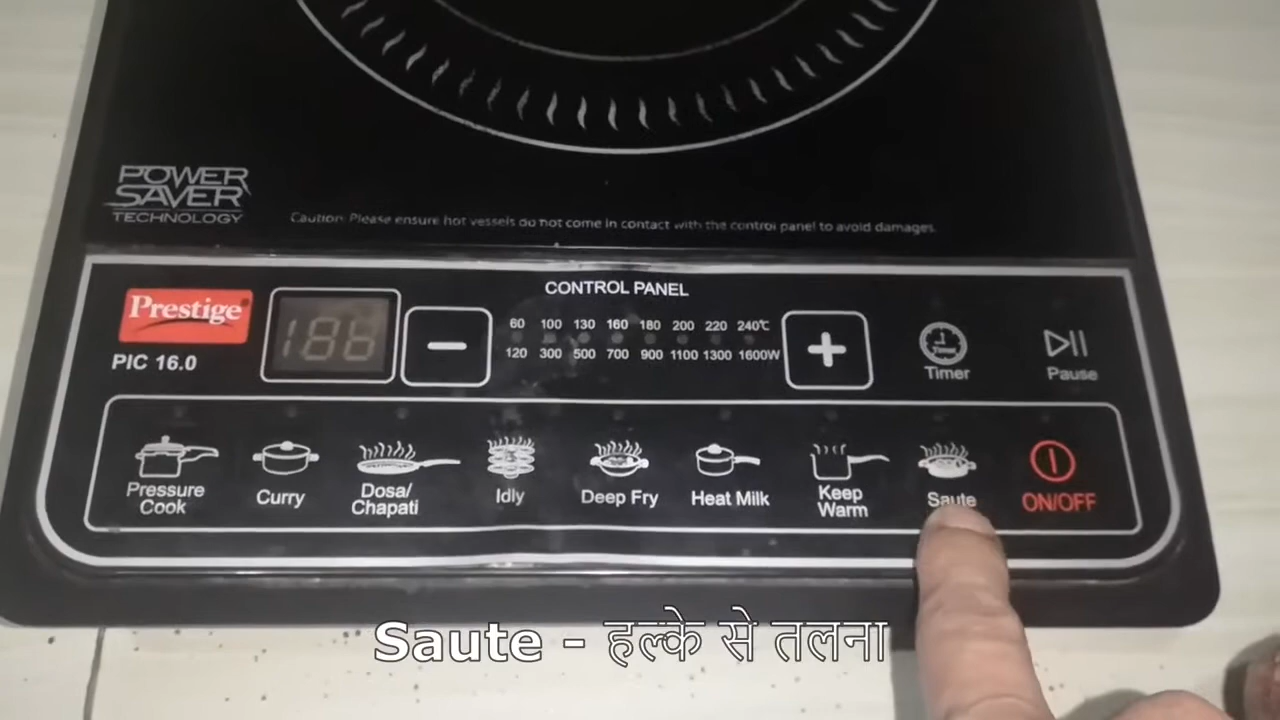 POWER
SAVER
TECHNOLOGY
Caution: Please ensure hot vessels do not come in contact with the control panel to avoid damages.
CONTROL PANEL
Prestige
PIC 16.0
188
60 100 130 160 180 200 220 240℃
120 300 500 700 900 1100 1300 1600W
Timer
Pause
Pressure
Cook
Curry
Dosa/
Chapati
Idly
Deep Fry
Heat Milk
Keep
Warm
Saute
ON/OFF
Saute - हल्के से तलना